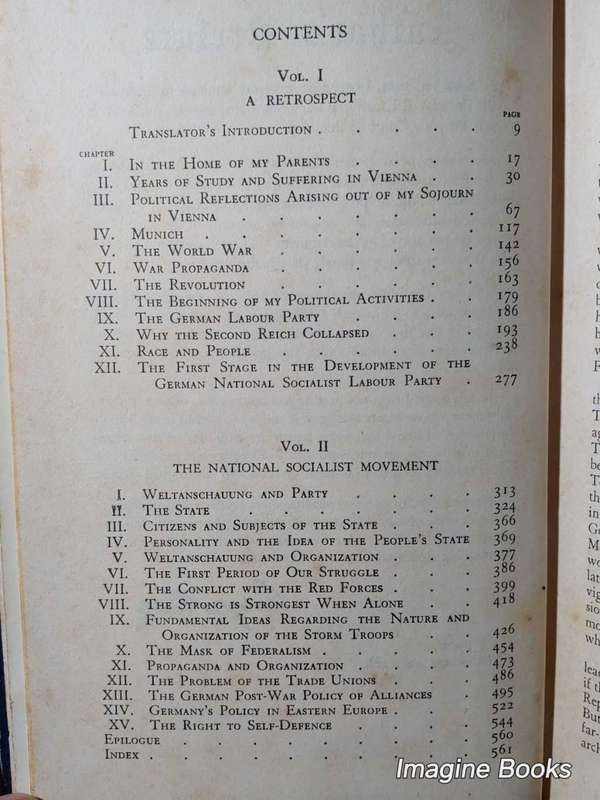 CONTENTS
VOL. I
A RETROSPECT
PAGE
TRANSLATOR'S INTRODUCTION . . . . . 9
CHAPTER
I. IN THE HOME OF MY PARENTS . . . . 17
II. YEARS OF STUDY AND SUFFERING IN VIENNA . . 30
III. POLITICAL REFLECTIONS ARISING OUT OF MY SOJOURN
IN VIENNA . . . . . . . 67
IV. MUNICH . . . . . . . . 117
V. THE WORLD WAR . . . . . . 142
VI. WAR PROPAGANDA . . . . . . 156
VII. THE REVOLUTION . . . . . . 163
VIII. THE BEGINNING OF MY POLITICAL ACTIVITIES . . 179
IX. THE GERMAN LABOUR PARTY . . . . 186
X. WHY THE SECOND REICH COLLAPSED . . . 193
XI. RACE AND PEOPLE . . . . . . 238
XII. THE FIRST STAGE IN THE DEVELOPMENT OF THE
GERMAN NATIONAL SOCIALIST LABOUR PARTY . 277
VOL. II
THE NATIONAL SOCIALIST MOVEMENT
I. WELTANSCHAUUNG AND PARTY . . . . 313
II. THE STATE . . . . . . . 324
III. CITIZENS AND SUBJECTS OF THE STATE . . . 366
IV. PERSONALITY AND THE IDEA OF THE PEOPLE'S STATE 369
V. WELTANSCHAUUNG AND ORGANIZATION . . . 377
VI. THE FIRST PERIOD OF OUR STRUGGLE . . . 386
VII. THE CONFLICT WITH THE RED FORCES . . . 399
VIII. THE STRONG IS STRONGEST WHEN ALONE . . 418
IX. FUNDAMENTAL IDEAS REGARDING THE NATURE AND
ORGANIZATION OF THE STORM TROOPS . . 426
X. THE MASK OF FEDERALISM . . . . . 454
XI. PROPAGANDA AND ORGANIZATION . . . . 473
XII. THE PROBLEM OF THE TRADE UNIONS . . . 486
XIII. THE GERMAN POST-WAR POLICY OF ALLIANCES . 495
XIV. GERMANY'S POLICY IN EASTERN EUROPE . . 522
XV. THE RIGHT TO SELF-DEFENCE . . . . 544
EPILOGUE . . . . . . . . . 560
INDEX . . . . . . . . . . 561
Imagine Books